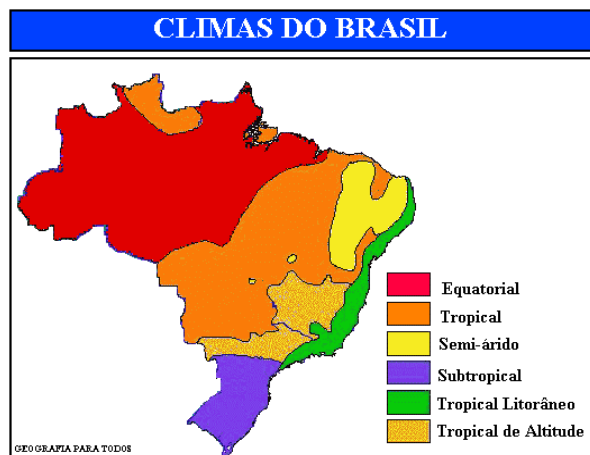 CLIMAS DO BRASIL
Equatorial
Tropical
Semi-árido
Subtropical
Tropical Litorâneo
Tropical de Altitude
GEOGRAFIA PARA TODOS